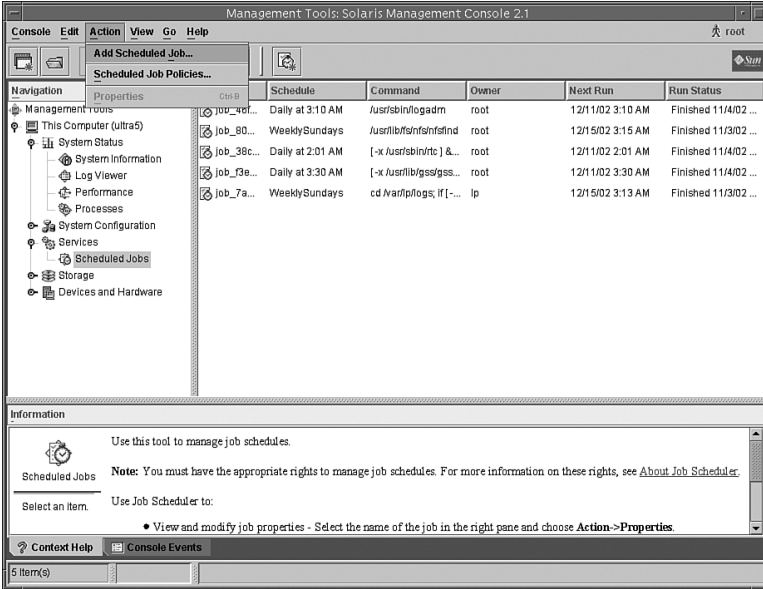 Management Tools: Solaris Management Console 2.1
Console Edit Action View Go Help
root
Add Scheduled Job...
Scheduled Job Policies...
Properties Ctrl-B
Sun
Navigation
Schedule Command Owner Next Run Run Status
Management Tools
This Computer (ultra5)
System Status
System Information
Log Viewer
Performance
Processes
System Configuration
Services
Scheduled Jobs
Storage
Devices and Hardware
job_46f... Daily at 3:10 AM /usr/sbin/logadm root 12/11/02 3:10 AM Finished 11/4/02 ...
job_80... WeeklySundays /usr/lib/fs/nfs/nfsfind root 12/15/02 3:15 AM Finished 11/3/02 ...
job_38c... Daily at 2:01 AM [ -x /usr/sbin/rtc ] &... root 12/11/02 2:01 AM Finished 11/4/02 ...
job_f3e... Daily at 3:30 AM [ -x /usr/lib/gss/gss... root 12/11/02 3:30 AM Finished 11/4/02 ...
job_7a... WeeklySundays cd /var/lp/logs; if [ -... lp 12/15/02 3:13 AM Finished 11/3/02 ...
Information
Scheduled Jobs
Select an item.
Use this tool to manage job schedules.
Note: You must have the appropriate rights to manage job schedules. For more information on these rights, see About Job Scheduler.
Use Job Scheduler to:
● View and modify job properties - Select the name of the job in the right pane and choose Action->Properties.
Context Help Console Events
5 Item(s)